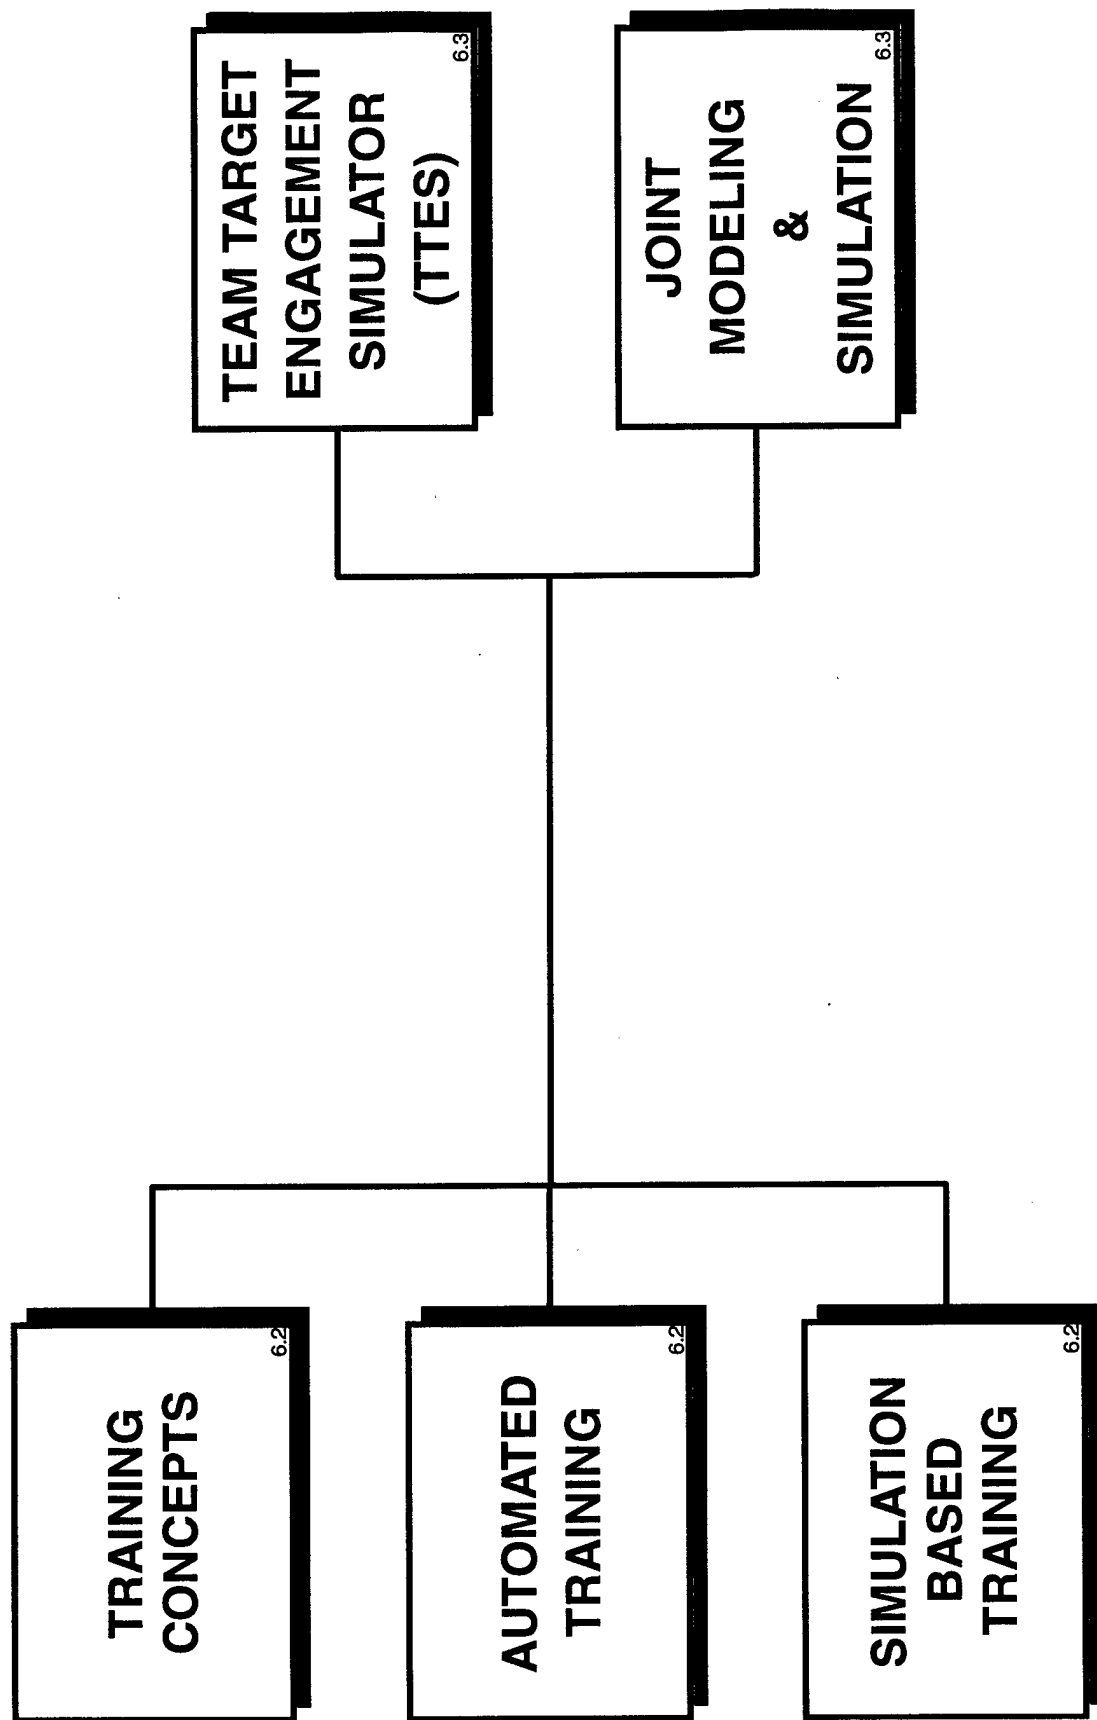 TRAINING
CONCEPTS
6.2
AUTOMATED
TRAINING
6.2
SIMULATION
BASED
TRAINING
6.2
TEAM TARGET
ENGAGEMENT
SIMULATOR
(TTES)
6.3
JOINT
MODELING
&
SIMULATION
6.3